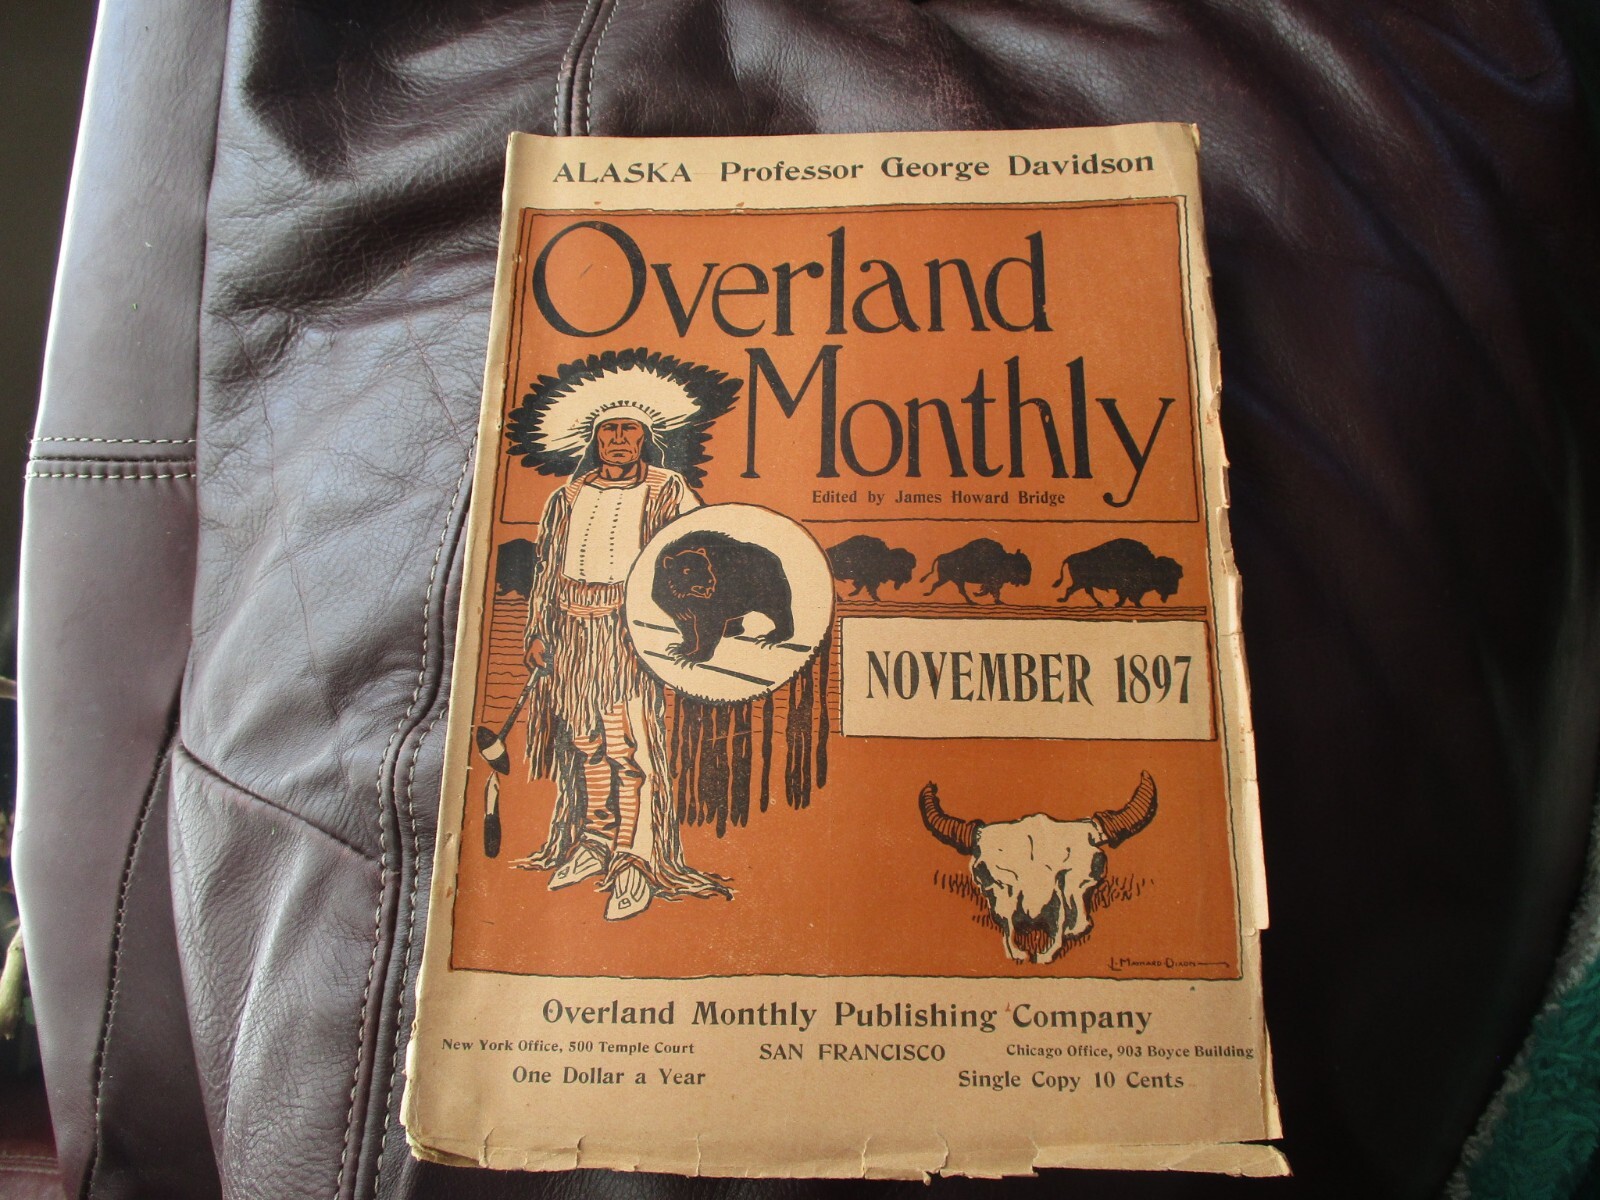 ALASKA Professor George Davidson
Overland
Monthly
Edited by James Howard Bridge
NOVEMBER 1897
L. MAYNARD DIXON
Overland Monthly Publishing Company
New York Office, 500 Temple Court SAN FRANCISCO Chicago Office, 903 Boyce Building
One Dollar a Year Single Copy 10 Cents